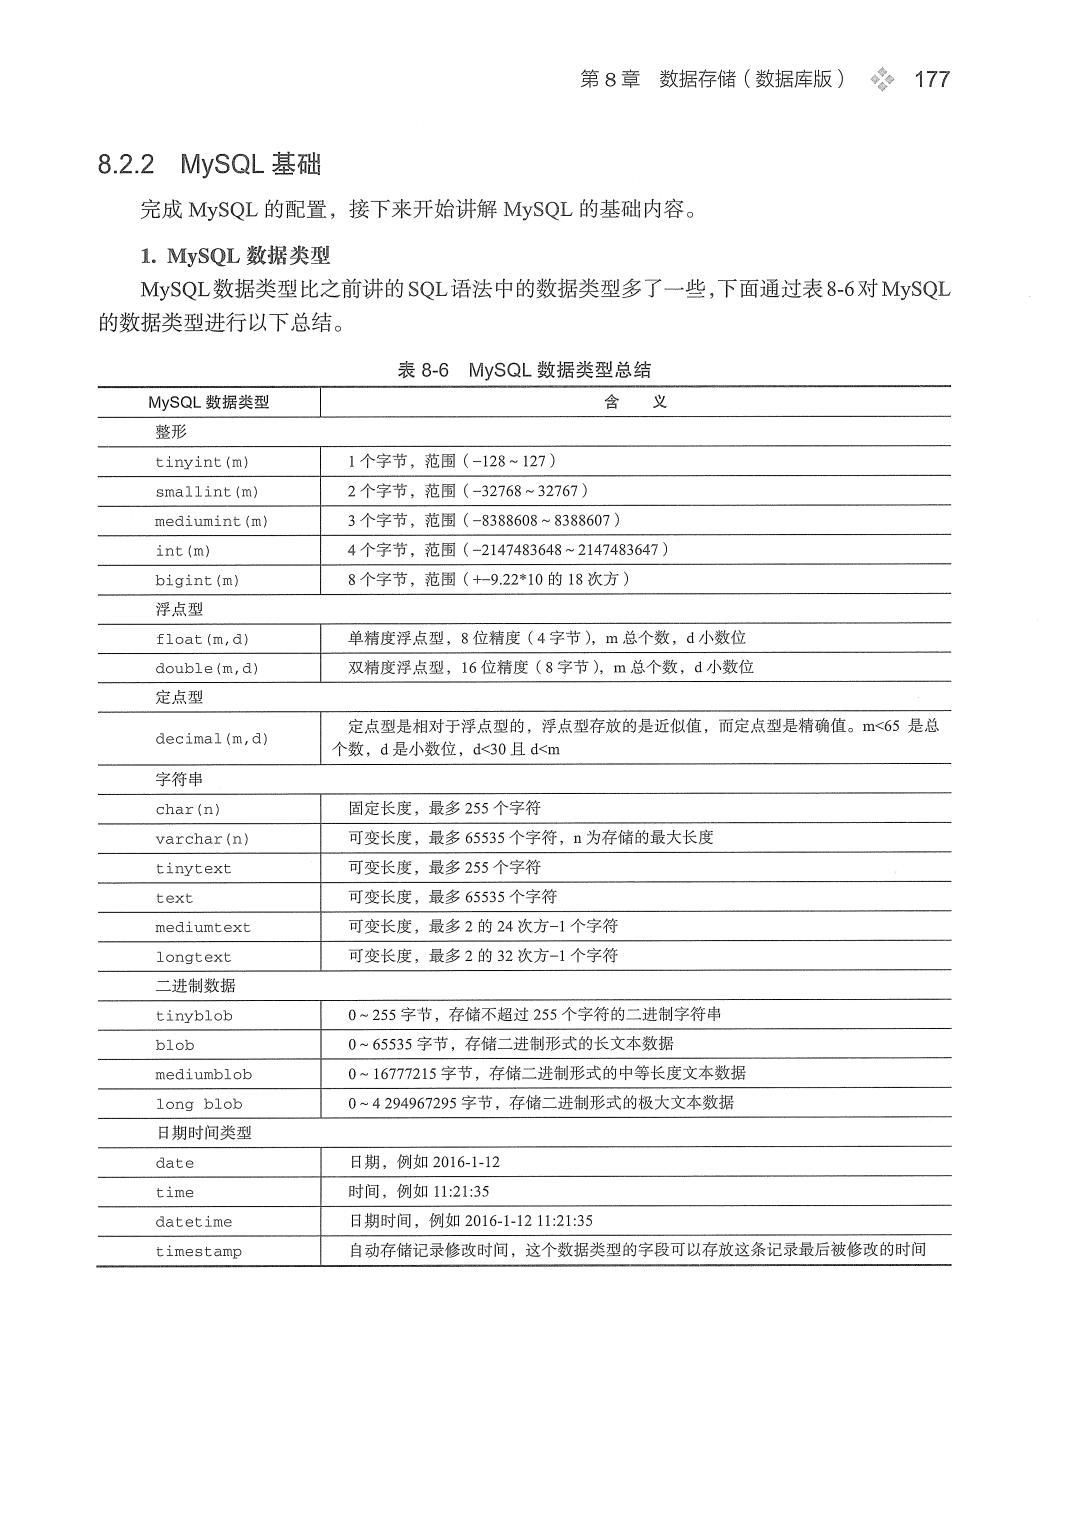 第 8 章 数据存储（数据库版） 177
8.2.2 MySQL 基础
完成 MySQL 的配置，接下来开始讲解 MySQL 的基础内容。
1. MySQL 数据类型
MySQL数据类型比之前讲的SQL语法中的数据类型多了一些,下面通过表8-6对MySQL
的数据类型进行以下总结。
表 8-6 MySQL 数据类型总结
MySQL 数据类型 含 义
整形
tinyint(m) 1 个字节，范围（−128 ~ 127）
smallint(m) 2 个字节，范围（−32768 ~ 32767）
mediumint(m) 3 个字节，范围（−8388608 ~ 8388607）
int(m) 4 个字节，范围（−2147483648 ~ 2147483647）
bigint(m) 8 个字节，范围（+−9.22*10 的 18 次方）
浮点型
float(m,d) 单精度浮点型，8 位精度（4 字节），m 总个数，d 小数位
double(m,d) 双精度浮点型，16 位精度（8 字节），m 总个数，d 小数位
定点型
decimal(m,d) 定点型是相对于浮点型的，浮点型存放的是近似值，而定点型是精确值。m<65 是总
个数，d 是小数位，d<30 且 d<m
字符串
char(n) 固定长度，最多 255 个字符
varchar(n) 可变长度，最多 65535 个字符，n 为存储的最大长度
tinytext 可变长度，最多 255 个字符
text 可变长度，最多 65535 个字符
mediumtext 可变长度，最多 2 的 24 次方−1 个字符
longtext 可变长度，最多 2 的 32 次方−1 个字符
二进制数据
tinyblob 0 ~ 255 字节，存储不超过 255 个字符的二进制字符串
blob 0 ~ 65535 字节，存储二进制形式的长文本数据
mediumblob 0 ~ 16777215 字节，存储二进制形式的中等长度文本数据
long blob 0 ~ 4 294967295 字节，存储二进制形式的极大文本数据
日期时间类型
date 日期，例如 2016-1-12
time 时间，例如 11:21:35
datetime 日期时间，例如 2016-1-12 11:21:35
timestamp 自动存储记录修改时间，这个数据类型的字段可以存放这条记录最后被修改的时间